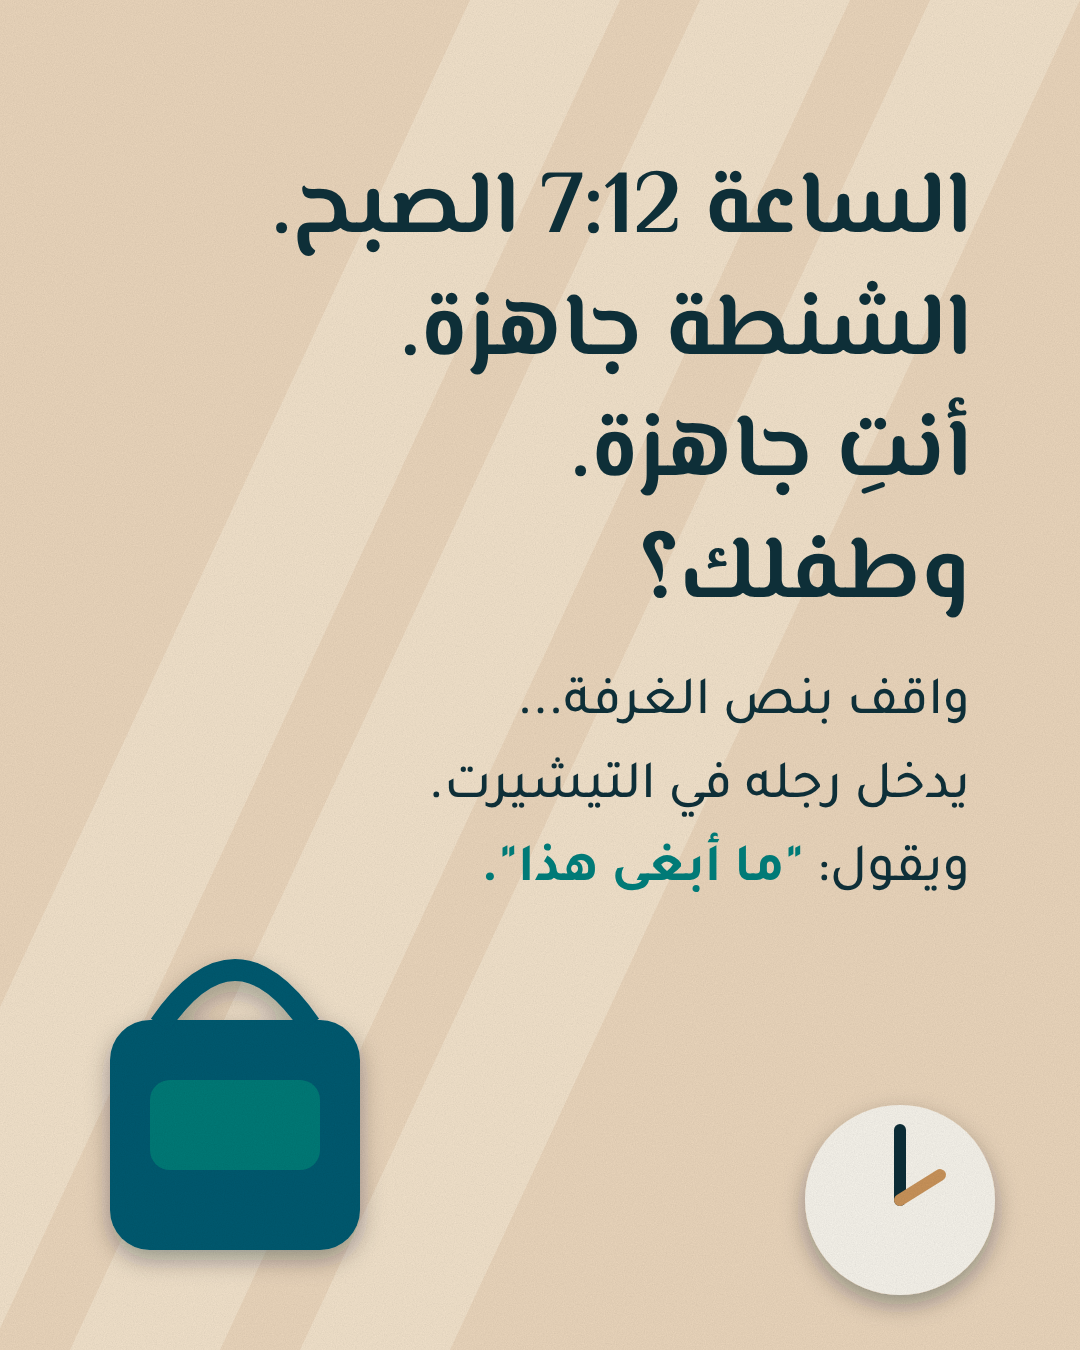 الساعة 7:12 الصبح.
الشنطة جاهزة.
أنتِ جاهزة.
وطفلك؟
واقف بنص الغرفة...
يدخل رجله في التيشيرت.
ويقول: "ما أبغى هذا".